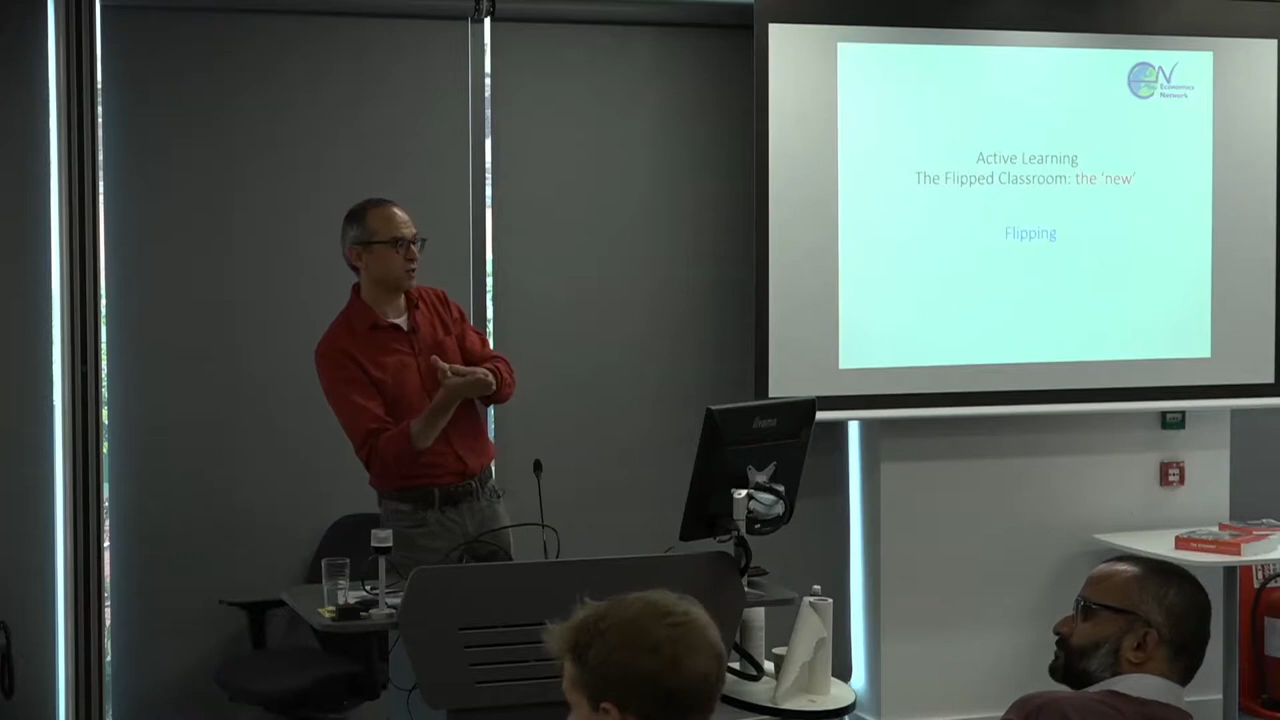 Economics
Network
Active Learning
The Flipped Classroom: the ‘new’
Flipping
iiyama